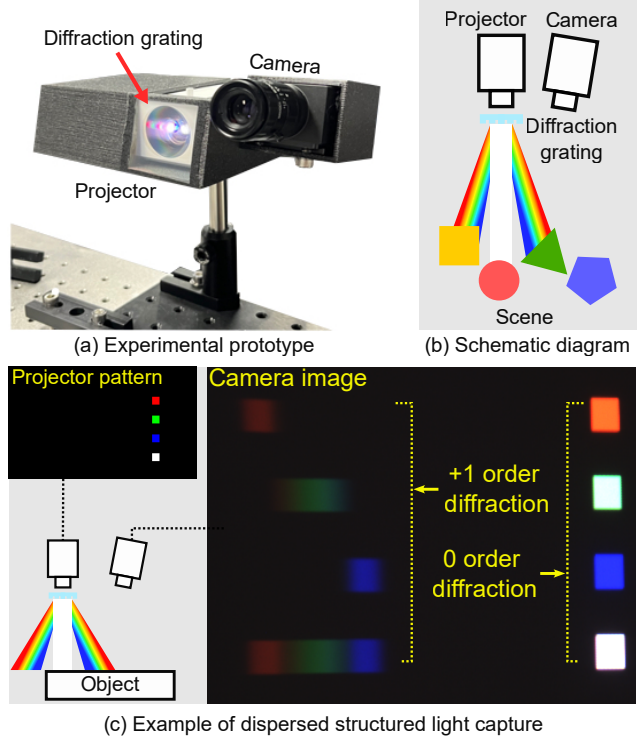 Diffraction grating
Camera
Projector
(a) Experimental prototype
Projector
Camera
Diffraction
grating
Scene
(b) Schematic diagram
Projector pattern
Camera image
+1 order
diffraction
0 order
diffraction
Object
(c) Example of dispersed structured light capture